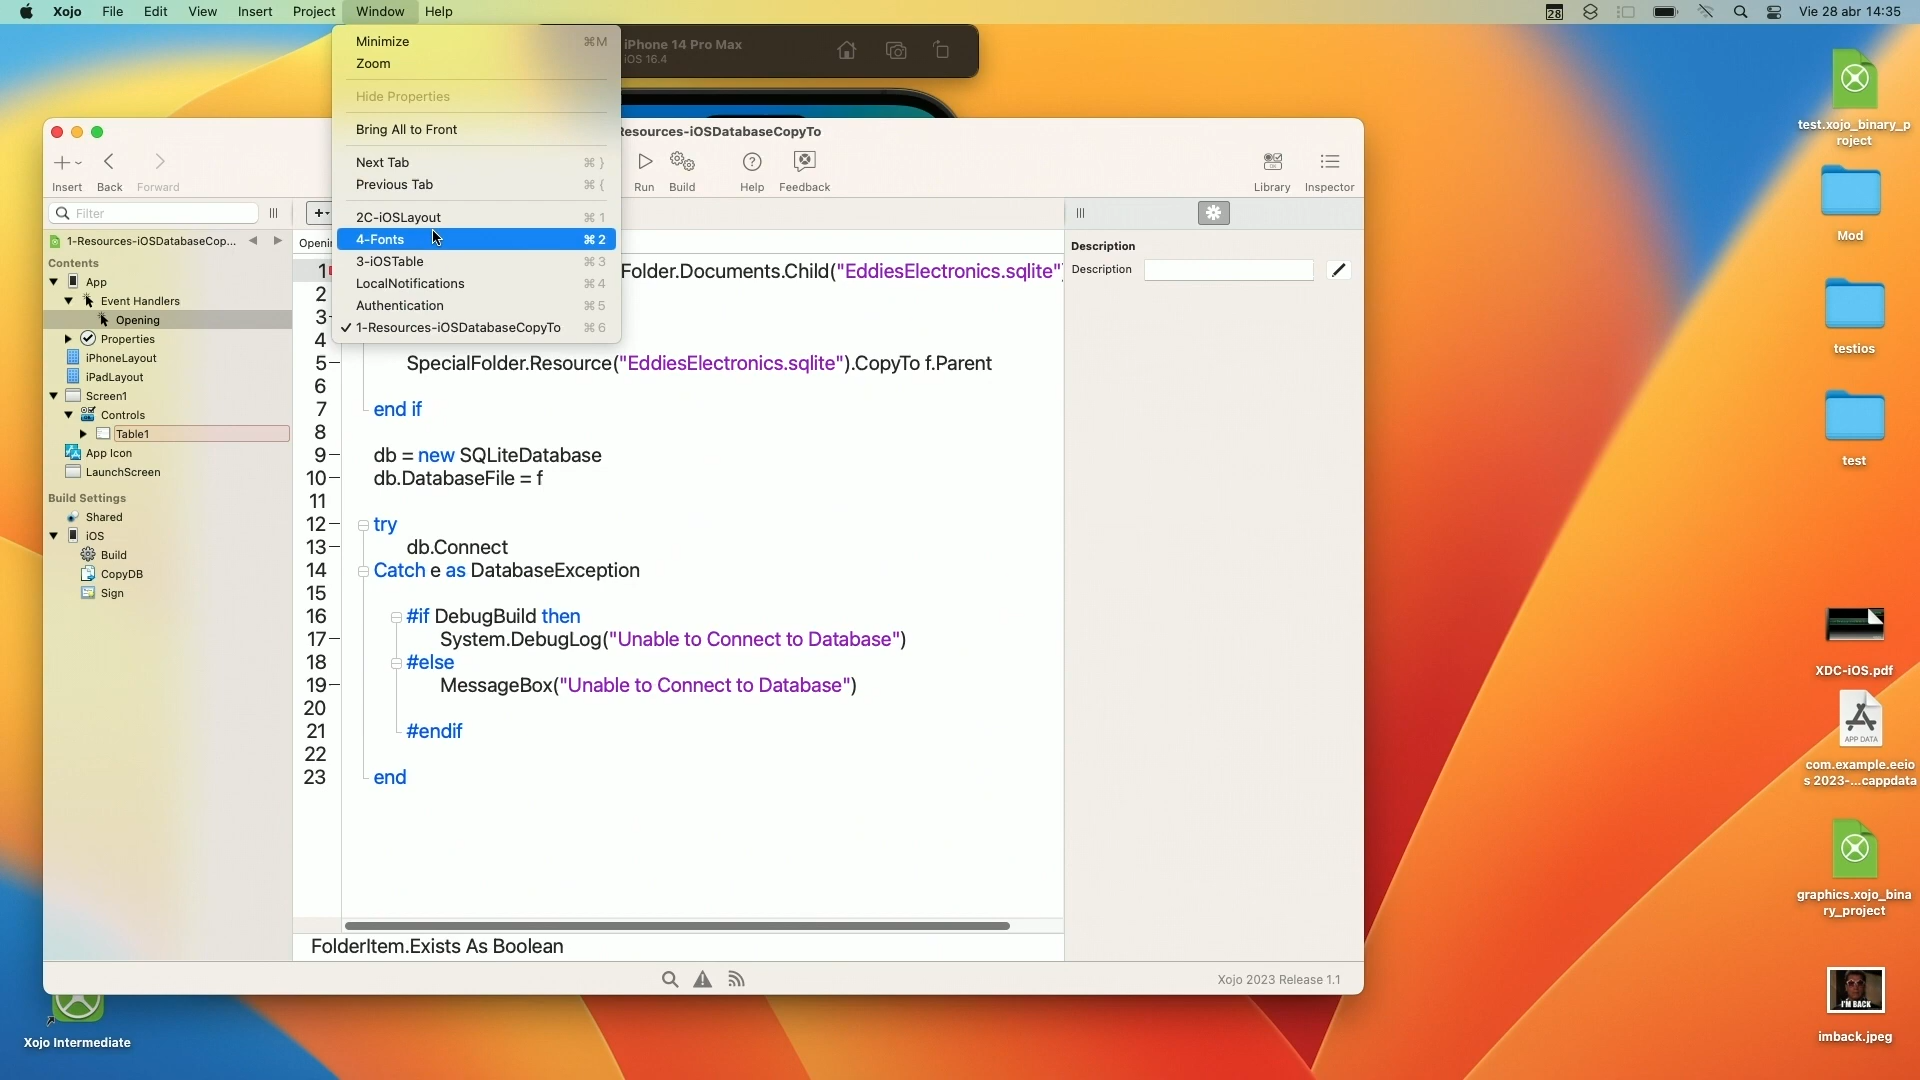 Xojo File Edit View Insert Project Window Help
28
Vie 28 abr 14:35
Minimize ⌘M
Zoom
Hide Properties
Bring All to Front
Next Tab ⌘ }
Previous Tab ⌘ {
2C-iOSLayout ⌘ 1
4-Fonts ⌘ 2
3-iOSTable ⌘ 3
LocalNotifications ⌘ 4
Authentication ⌘ 5
✓ 1-Resources-iOSDatabaseCopyTo ⌘ 6
iPhone 14 Pro Max
iOS 16.4
Resources-iOSDatabaseCopyTo
Insert Back Forward
Run Build Help Feedback
Library Inspector
Filter
1-Resources-iOSDatabaseCop...
Contents
App
Event Handlers
Opening
Properties
iPhoneLayout
iPadLayout
Screen1
Controls
Table1
App Icon
LaunchScreen
Build Settings
Shared
iOS
Build
CopyDB
Sign
Openin
1 Folder.Documents.Child("EddiesElectronics.sqlite"
2
3
4
5 SpecialFolder.Resource("EddiesElectronics.sqlite").CopyTo f.Parent
6
7 end if
8
9 db = new SQLiteDatabase
10 db.DatabaseFile = f
11
12 try
13 db.Connect
14 Catch e as DatabaseException
15
16 #if DebugBuild then
17 System.DebugLog("Unable to Connect to Database")
18 #else
19 MessageBox("Unable to Connect to Database")
20
21 #endif
22
23 end
FolderItem.Exists As Boolean
Description
Description
Xojo 2023 Release 1.1
test.xojo_binary_p
roject
Mod
testios
test
XDC-iOS.pdf
APP DATA
com.example.eeio
s 2023-...cappdata
graphics.xojo_bina
ry_project
I'M BACK
imback.jpeg
Xojo Intermediate